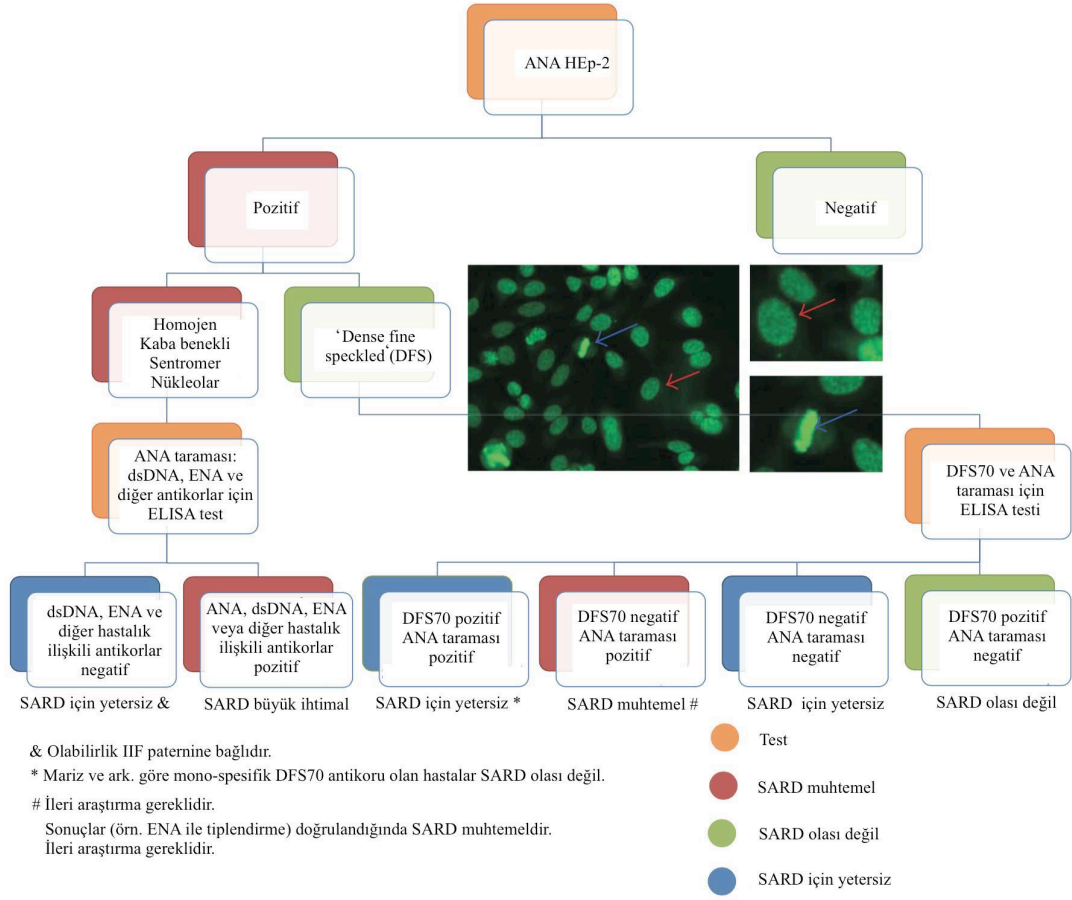 ANA HEp-2
Pozitif
Negatif
Homojen
Kaba benekli
Sentromer
Nükleolar
‘Dense fine
speckled‘(DFS)
ANA taraması:
dsDNA, ENA ve
diğer antikorlar için
ELISA test
DFS70 ve ANA
taraması için
ELISA testi
dsDNA, ENA ve
diğer hastalık
ilişkili antikorlar
negatif
SARD için yetersiz &
ANA, dsDNA, ENA
veya diğer hastalık
ilişkili antikorlar
pozitif
SARD büyük ihtimal
DFS70 pozitif
ANA taraması
pozitif
SARD için yetersiz *
DFS70 negatif
ANA taraması
pozitif
SARD muhtemel #
DFS70 negatif
ANA taraması
negatif
SARD için yetersiz
DFS70 pozitif
ANA taraması
negatif
SARD olası değil
& Olabilirlik IIF paternine bağlıdır.
* Mariz ve ark. göre mono-spesifik DFS70 antikoru olan hastalar SARD olası değil.
# İleri araştırma gereklidir.
Sonuçlar (örn. ENA ile tiplendirme) doğrulandığında SARD muhtemeldir.
İleri araştırma gereklidir.
Test
SARD muhtemel
SARD olası değil
SARD için yetersiz